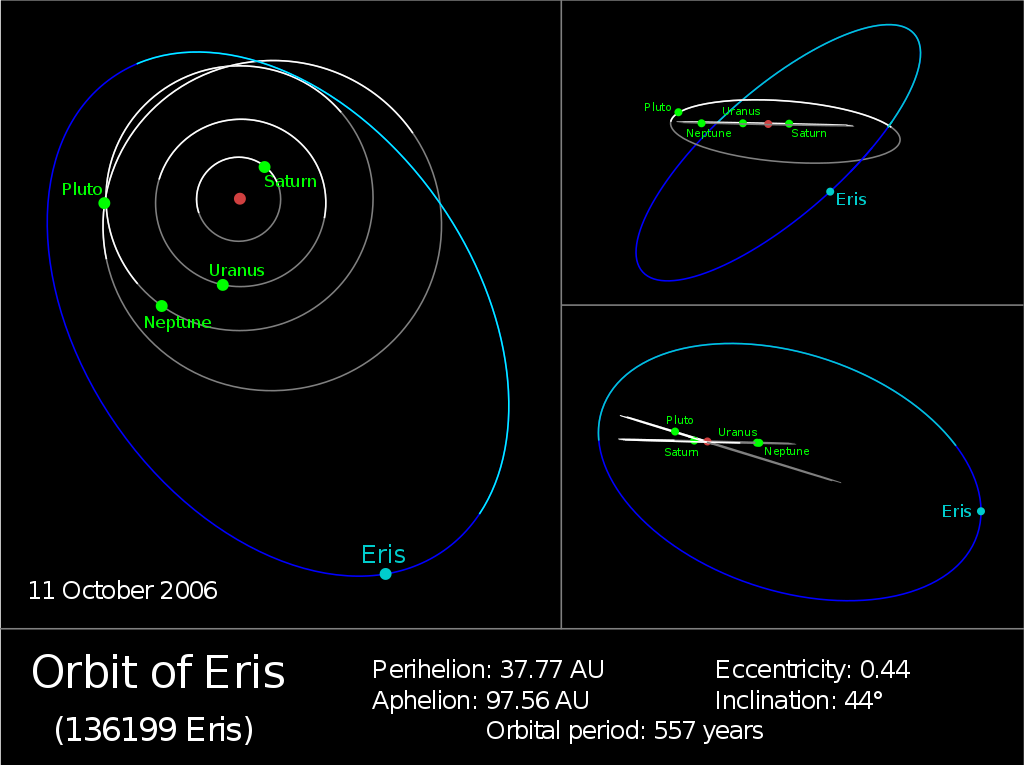 Pluto
Saturn
Uranus
Neptune
Eris
11 October 2006
Pluto
Uranus
Neptune
Saturn
Eris
Pluto
Uranus
Saturn
Neptune
Eris
Orbit of Eris
(136199 Eris)
Perihelion: 37.77 AU
Aphelion: 97.56 AU
Eccentricity: 0.44
Inclination: 44°
Orbital period: 557 years